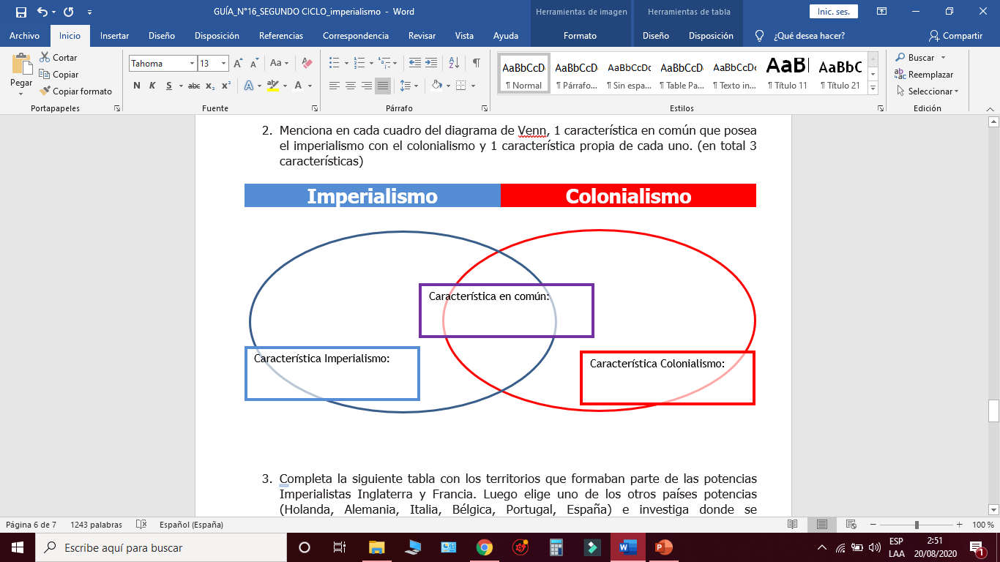 GUÍA_N°16_SEGUNDO CICLO_imperialismo - Word
Herramientas de imagen
Herramientas de tabla
Inic. ses.
Archivo
Inicio
Insertar
Diseño
Disposición
Referencias
Correspondencia
Revisar
Vista
Ayuda
Formato
Diseño
Disposición
¿Qué desea hacer?
Compartir
Pegar
Cortar
Copiar
Copiar formato
Portapapeles
Tahoma
13
Aa
N K S abc x₂ x²
Fuente
Párrafo
AaBbCcDc AaBbCcD AaBbCcDc AaBbCcD AaBbCcDc AaB AaBbC
¶ Normal
¶ Párrafo...
¶ Sin espa...
¶ Table Pa...
¶ Texto in...
¶ Título 11
¶ Título 21
Estilos
Buscar
Reemplazar
Seleccionar
Edición
2. Menciona en cada cuadro del diagrama de Venn, 1 característica en común que posea
el imperialismo con el colonialismo y 1 característica propia de cada uno. (en total 3
características)
Imperialismo
Colonialismo
Característica en común:
Característica Imperialismo:
Característica Colonialismo:
3. Completa la siguiente tabla con los territorios que formaban parte de las potencias
Imperialistas Inglaterra y Francia. Luego elige uno de los otros países potencias
(Holanda, Alemania, Italia, Bélgica, Portugal, España) e investiga donde se
Página 6 de 7
1243 palabras
Español (España)
100 %
Escribe aquí para buscar
ESP
LAA
2:51
20/08/2020
1